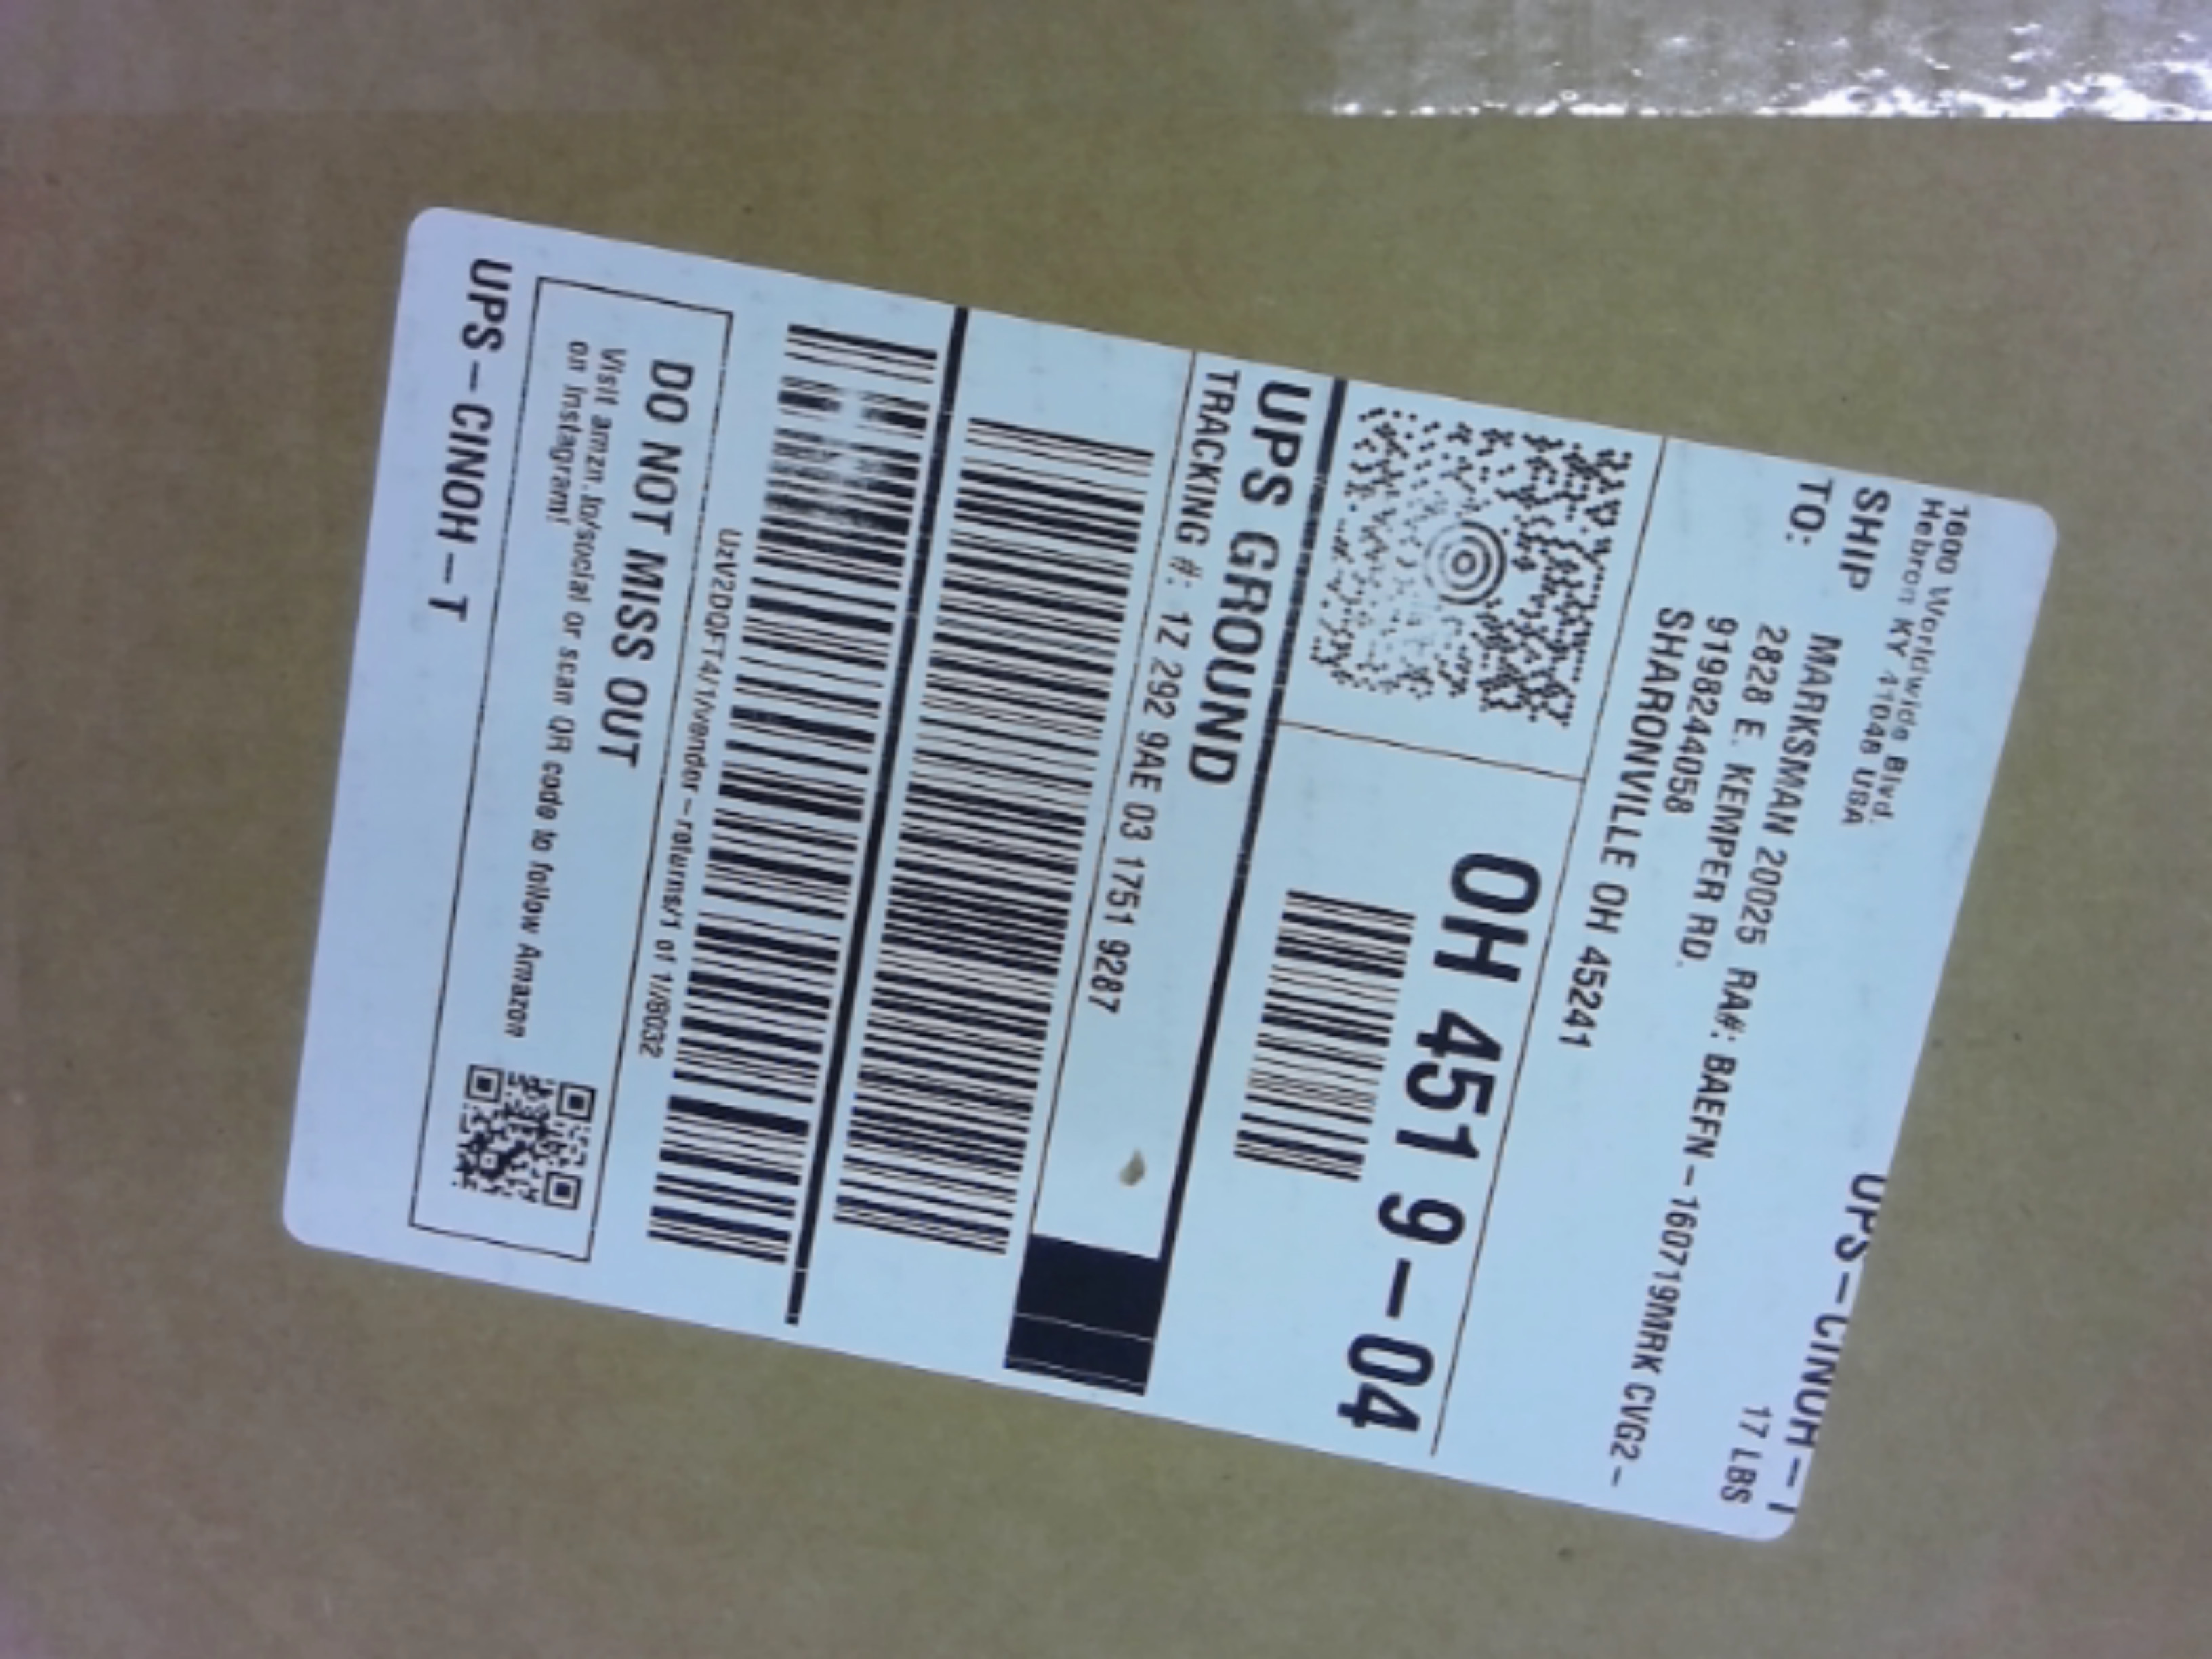 1600 Worldwide Blvd.
Hebron KY 41048 USA
UPS-CINOH-T
17 LBS
SHIP
TO:
MARKSMAN 20025 RA#: BAEFN-160719MRK CVG2-
2828 E. KEMPER RD.
9198244058
SHARONVILLE OH 45241
OH 451 9-04
UPS GROUND
TRACKING #: 1Z 292 9AE 03 1751 9287
UzV2DQFT4/1/vendor-returns/1 of 1//8032
DO NOT MISS OUT
Visit amzn.to/social or scan QR code to follow Amazon
on Instagram!
UPS-CINOH-T